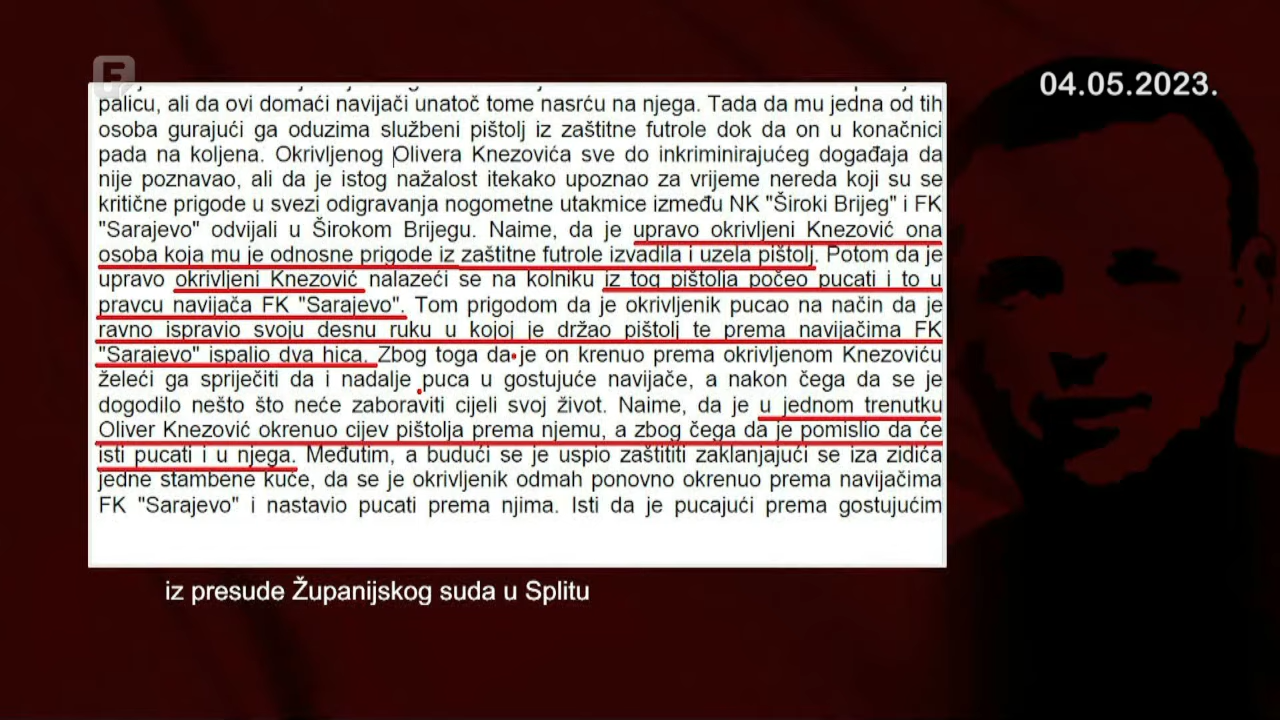 F
04.05.2023.
palicu, ali da ovi domaći navijači unatoč tome nasrću na njega. Tada da mu jedna od tih
osoba gurajući ga oduzima službeni pištolj iz zaštitne futrole dok da on u konačnici
pada na koljena. Okrivljenog Olivera Knezovića sve do inkriminirajućeg događaja da
nije poznavao, ali da je istog nažalost itekako upoznao za vrijeme nereda koji su se
kritične prigode u svezi odigravanja nogometne utakmice između NK "Široki Brijeg" i FK
"Sarajevo" odvijali u Širokom Brijegu. Naime, da je upravo okrivljeni Knezović ona
osoba koja mu je odnosne prigode iz zaštitne futrole izvadila i uzela pištolj. Potom da je
upravo okrivljeni Knezović nalazeći se na kolniku iz tog pištolja počeo pucati i to u
pravcu navijača FK "Sarajevo". Tom prigodom da je okrivljenik pucao na način da je
ravno ispravio svoju desnu ruku u kojoj je držao pištolj te prema navijačima FK
"Sarajevo" ispalio dva hica. Zbog toga da je on krenuo prema okrivljenom Knezoviću
želeći ga spriječiti da i nadalje puca u gostujuće navijače, a nakon čega da se je
dogodilo nešto što neće zaboraviti cijeli svoj život. Naime, da je u jednom trenutku
Oliver Knezović okrenuo cijev pištolja prema njemu, a zbog čega da je pomislio da će
isti pucati i u njega. Međutim, a budući se je uspio zaštititi zaklanjajući se iza zidića
jedne stambene kuće, da se je okrivljenik odmah ponovno okrenuo prema navijačima
FK "Sarajevo" i nastavio pucati prema njima. Isti da je pucajući prema gostujućim
iz presude Županijskog suda u Splitu